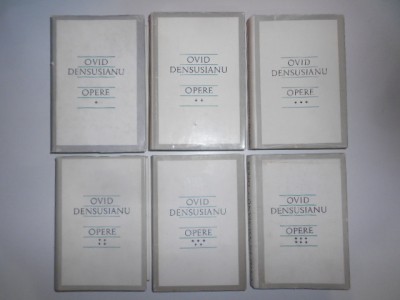 OVID
DENSUSIANU
OPERE
*
OVID
DENSUSIANU
OPERE
* *
OVID
DENSUSIANU
OPERE
* * *
OVID
DENSUSIANU
OPERE
* *
* *
OVID
DENSUSIANU
OPERE
* * *
* *
OVID
DENSUSIANU
OPERE
* * *
* * *